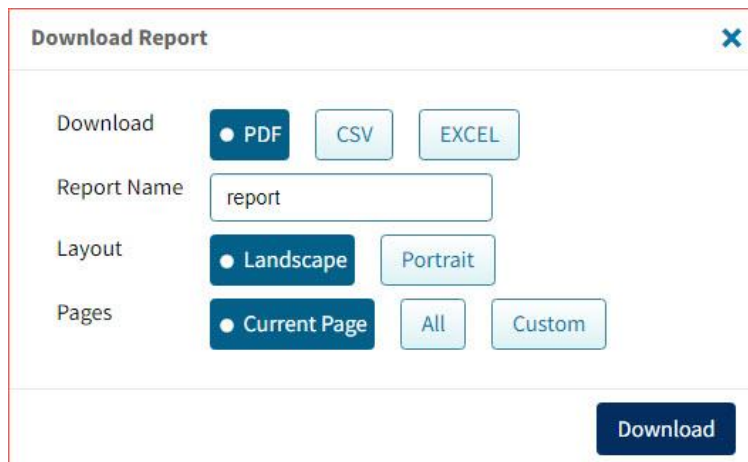 Download Report
Download PDF CSV EXCEL
Report Name report
Layout Landscape Portrait
Pages Current Page All Custom
Download